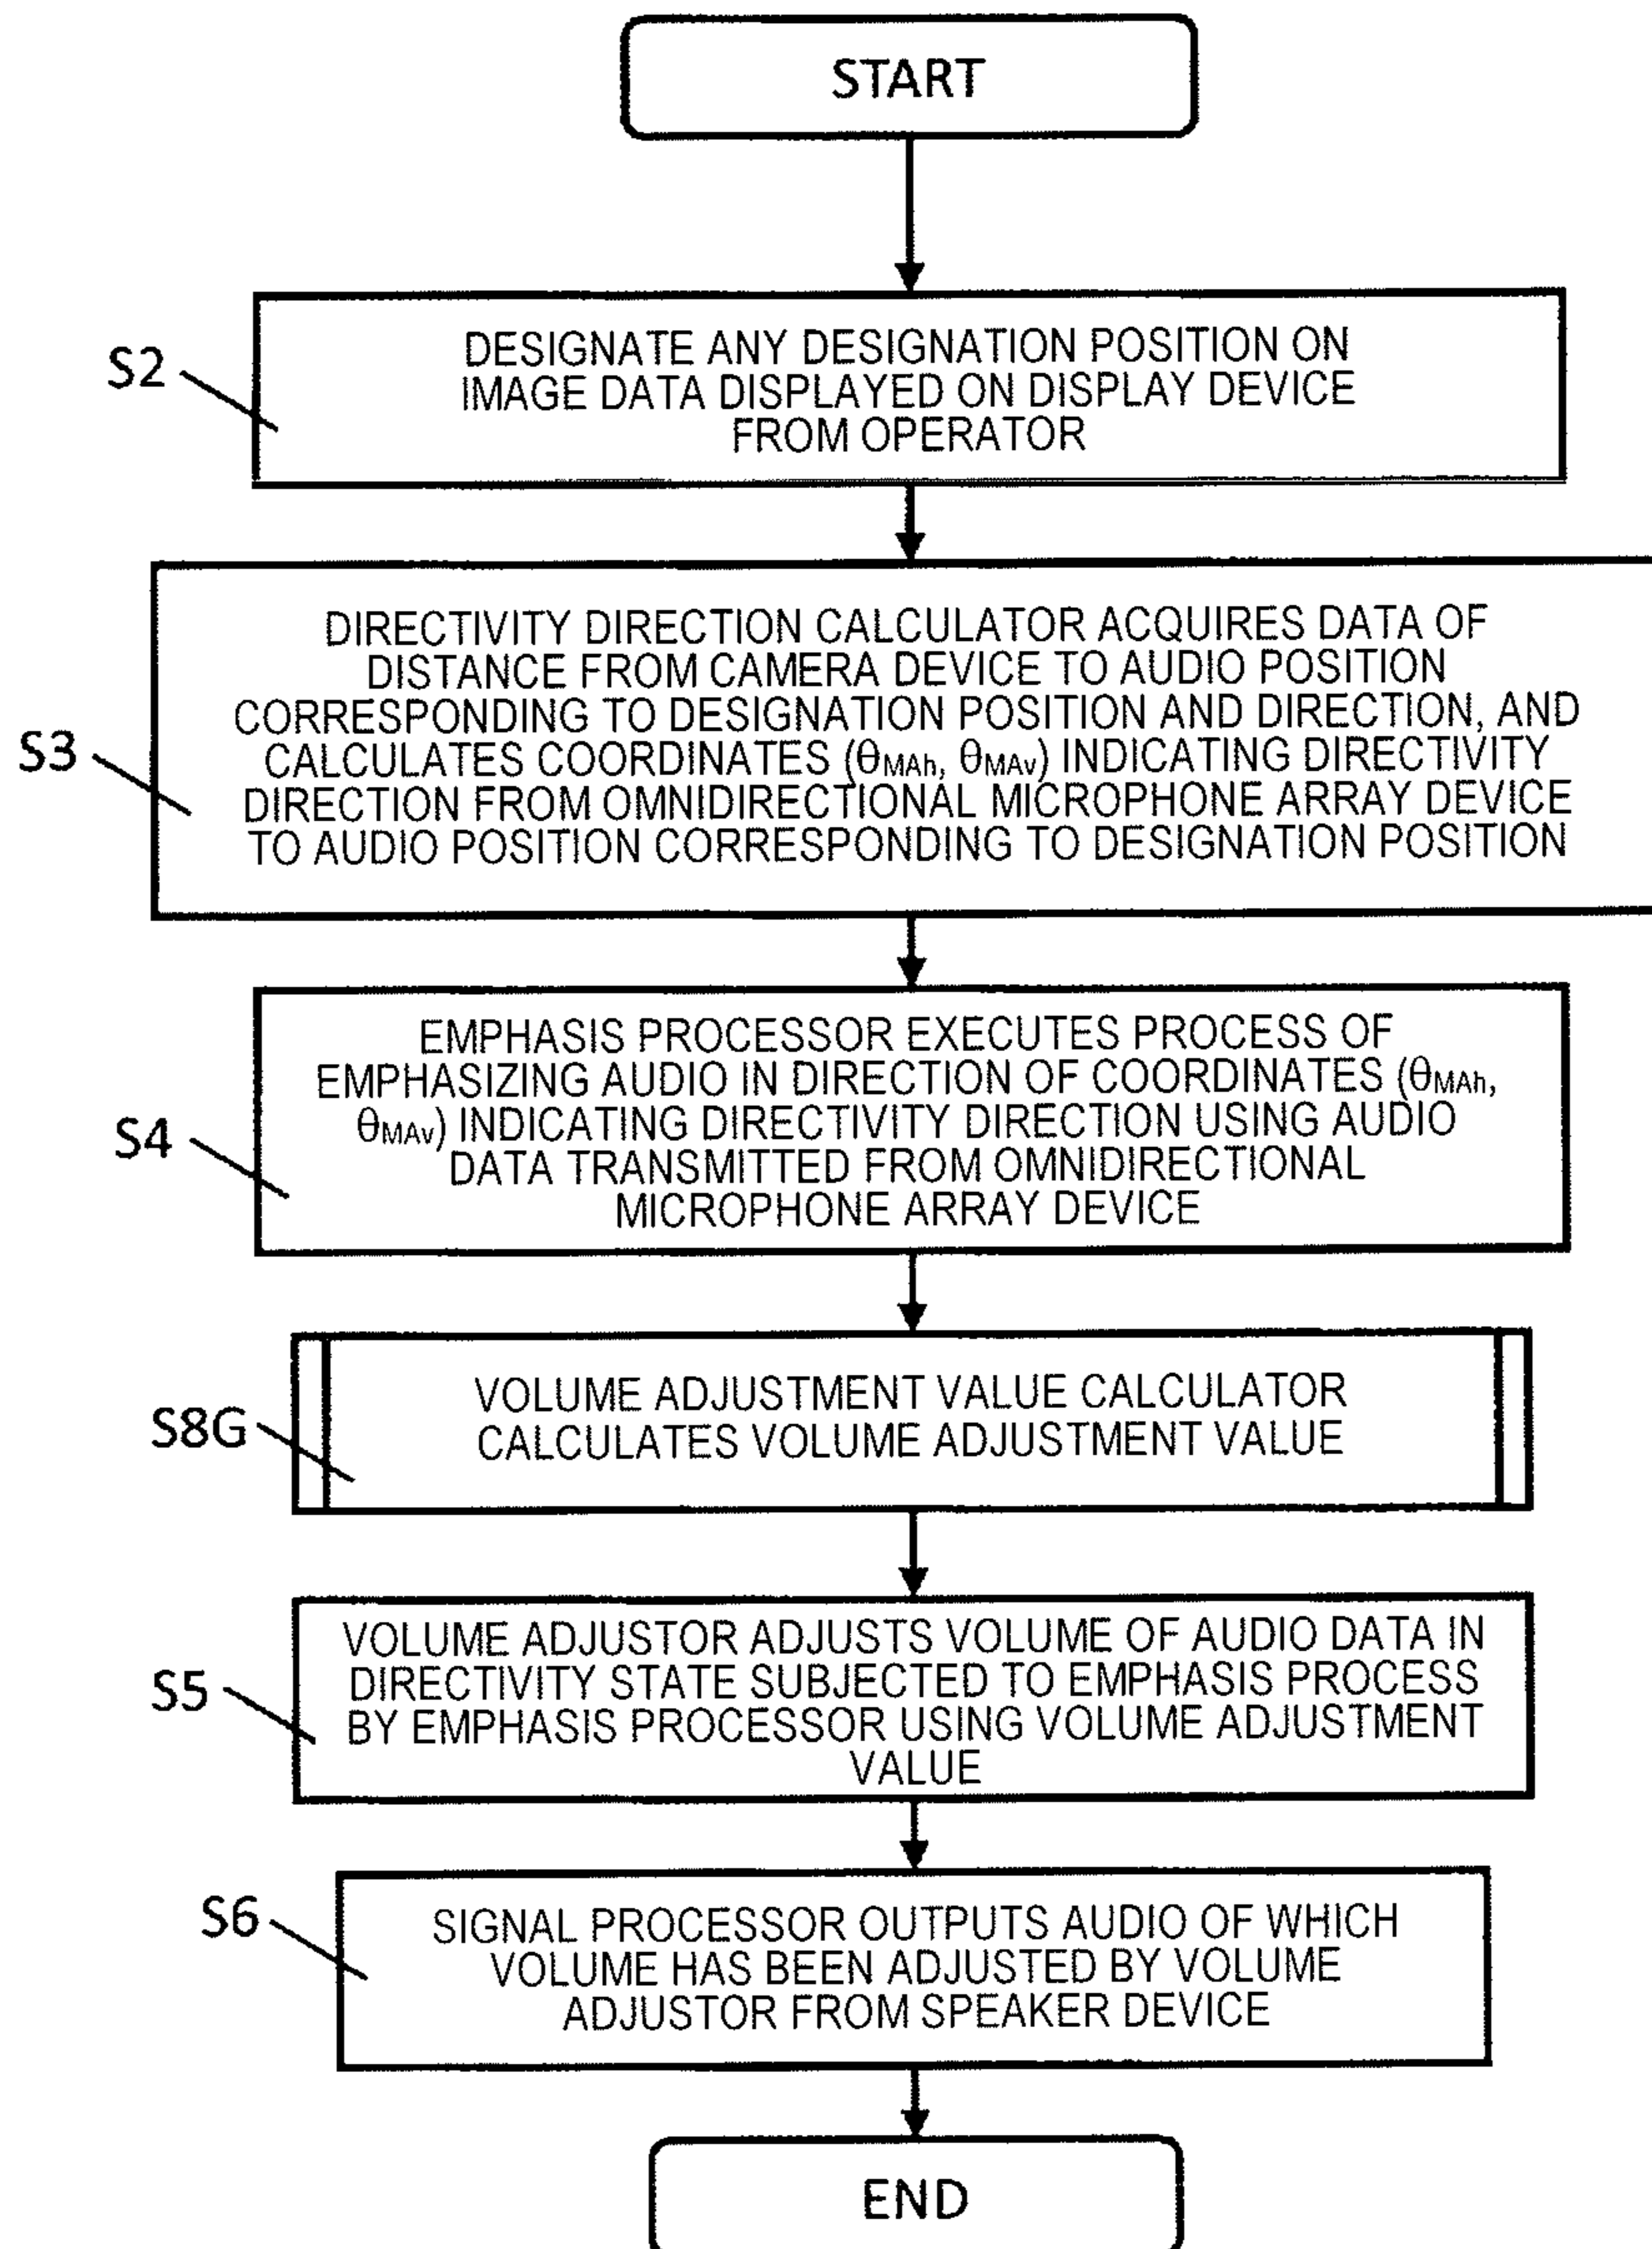 START
S2
DESIGNATE ANY DESIGNATION POSITION ON
IMAGE DATA DISPLAYED ON DISPLAY DEVICE
FROM OPERATOR
S3
DIRECTIVITY DIRECTION CALCULATOR ACQUIRES DATA OF
DISTANCE FROM CAMERA DEVICE TO AUDIO POSITION
CORRESPONDING TO DESIGNATION POSITION AND DIRECTION, AND
CALCULATES COORDINATES (θMAh, θMAv) INDICATING DIRECTIVITY
DIRECTION FROM OMNIDIRECTIONAL MICROPHONE ARRAY DEVICE
TO AUDIO POSITION CORRESPONDING TO DESIGNATION POSITION
S4
EMPHASIS PROCESSOR EXECUTES PROCESS OF
EMPHASIZING AUDIO IN DIRECTION OF COORDINATES (θMAh,
θMAv) INDICATING DIRECTIVITY DIRECTION USING AUDIO
DATA TRANSMITTED FROM OMNIDIRECTIONAL
MICROPHONE ARRAY DEVICE
S8G
VOLUME ADJUSTMENT VALUE CALCULATOR
CALCULATES VOLUME ADJUSTMENT VALUE
S5
VOLUME ADJUSTOR ADJUSTS VOLUME OF AUDIO DATA IN
DIRECTIVITY STATE SUBJECTED TO EMPHASIS PROCESS
BY EMPHASIS PROCESSOR USING VOLUME ADJUSTMENT
VALUE
S6
SIGNAL PROCESSOR OUTPUTS AUDIO OF WHICH
VOLUME HAS BEEN ADJUSTED BY VOLUME
ADJUSTOR FROM SPEAKER DEVICE
END